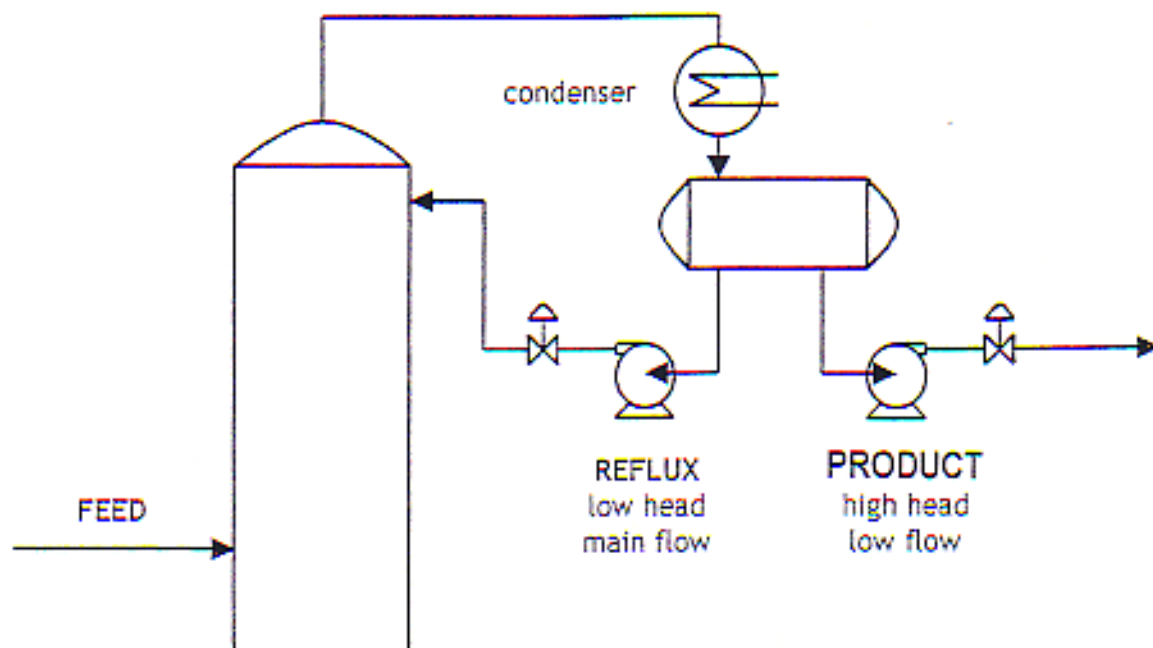 condenser
REFLUX
low head
main flow
PRODUCT
high head
low flow
FEED